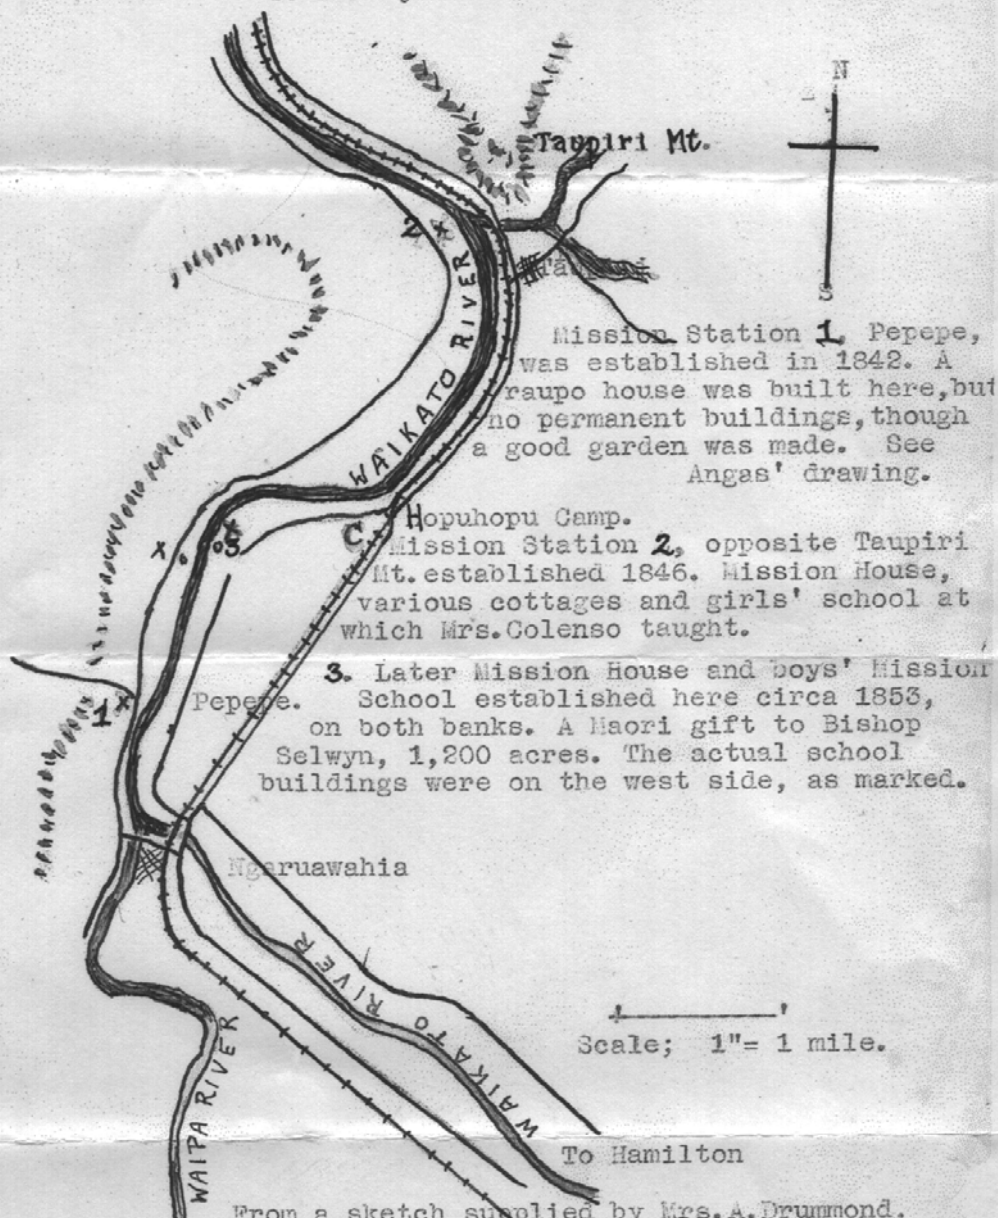 N
Taupiri Mt.
2 x
S
WAIKATO RIVER
Mission Station 1, Pepepe,
was established in 1842. A
raupo house was built here,but
no permanent buildings,though
a good garden was made. See
Angas' drawing.
C
Hopuhopu Camp.
x
x
3
Mission Station 2, opposite Taupiri
Mt.established 1846. Mission House,
various cottages and girls' school at
which Mrs.Colenso taught.
3. Later Mission House and boys' Mission
1 x
Pepepe.
School established here circa 1853,
on both banks. A Maori gift to Bishop
Selwyn, 1,200 acres. The actual school
buildings were on the west side, as marked.
Ngaruawahia
WAIKATO RIVER
WAIPA RIVER
Scale; 1"= 1 mile.
To Hamilton
From a sketch supplied by Mrs.A.Drummond.